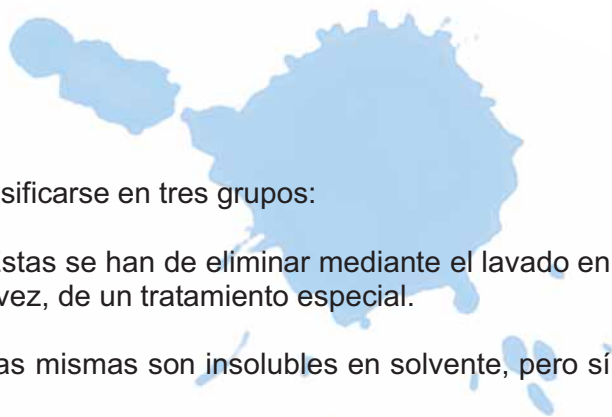 sificarse en tres grupos:
stas se han de eliminar mediante el lavado en
vez, de un tratamiento especial.
as mismas son insolubles en solvente, pero sí